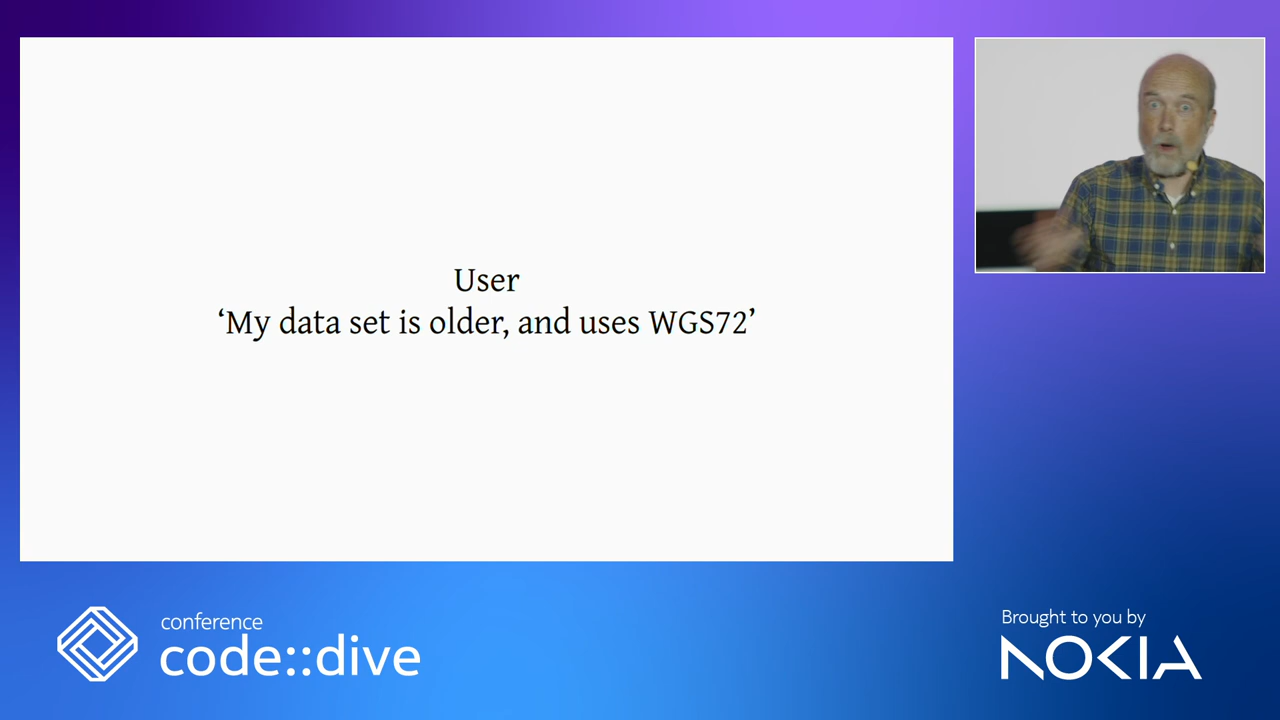 User
‘My data set is older, and uses WGS72’
conference
code::dive
Brought to you by
NOKIA